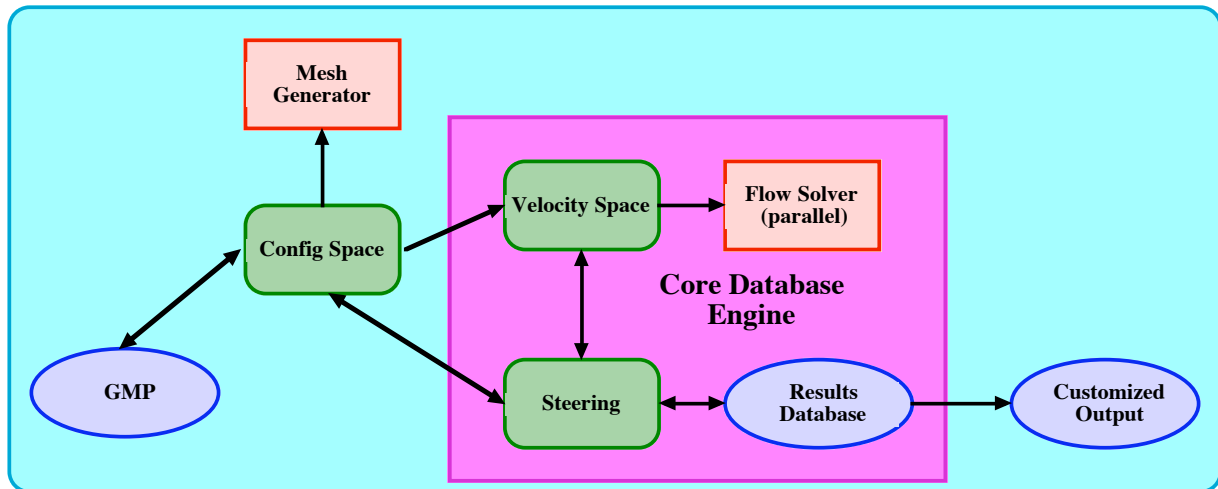 Mesh
Generator
Velocity Space
Flow Solver
(parallel)
Config Space
Core Database
Engine
GMP
Steering
Results
Database
Customized
Output